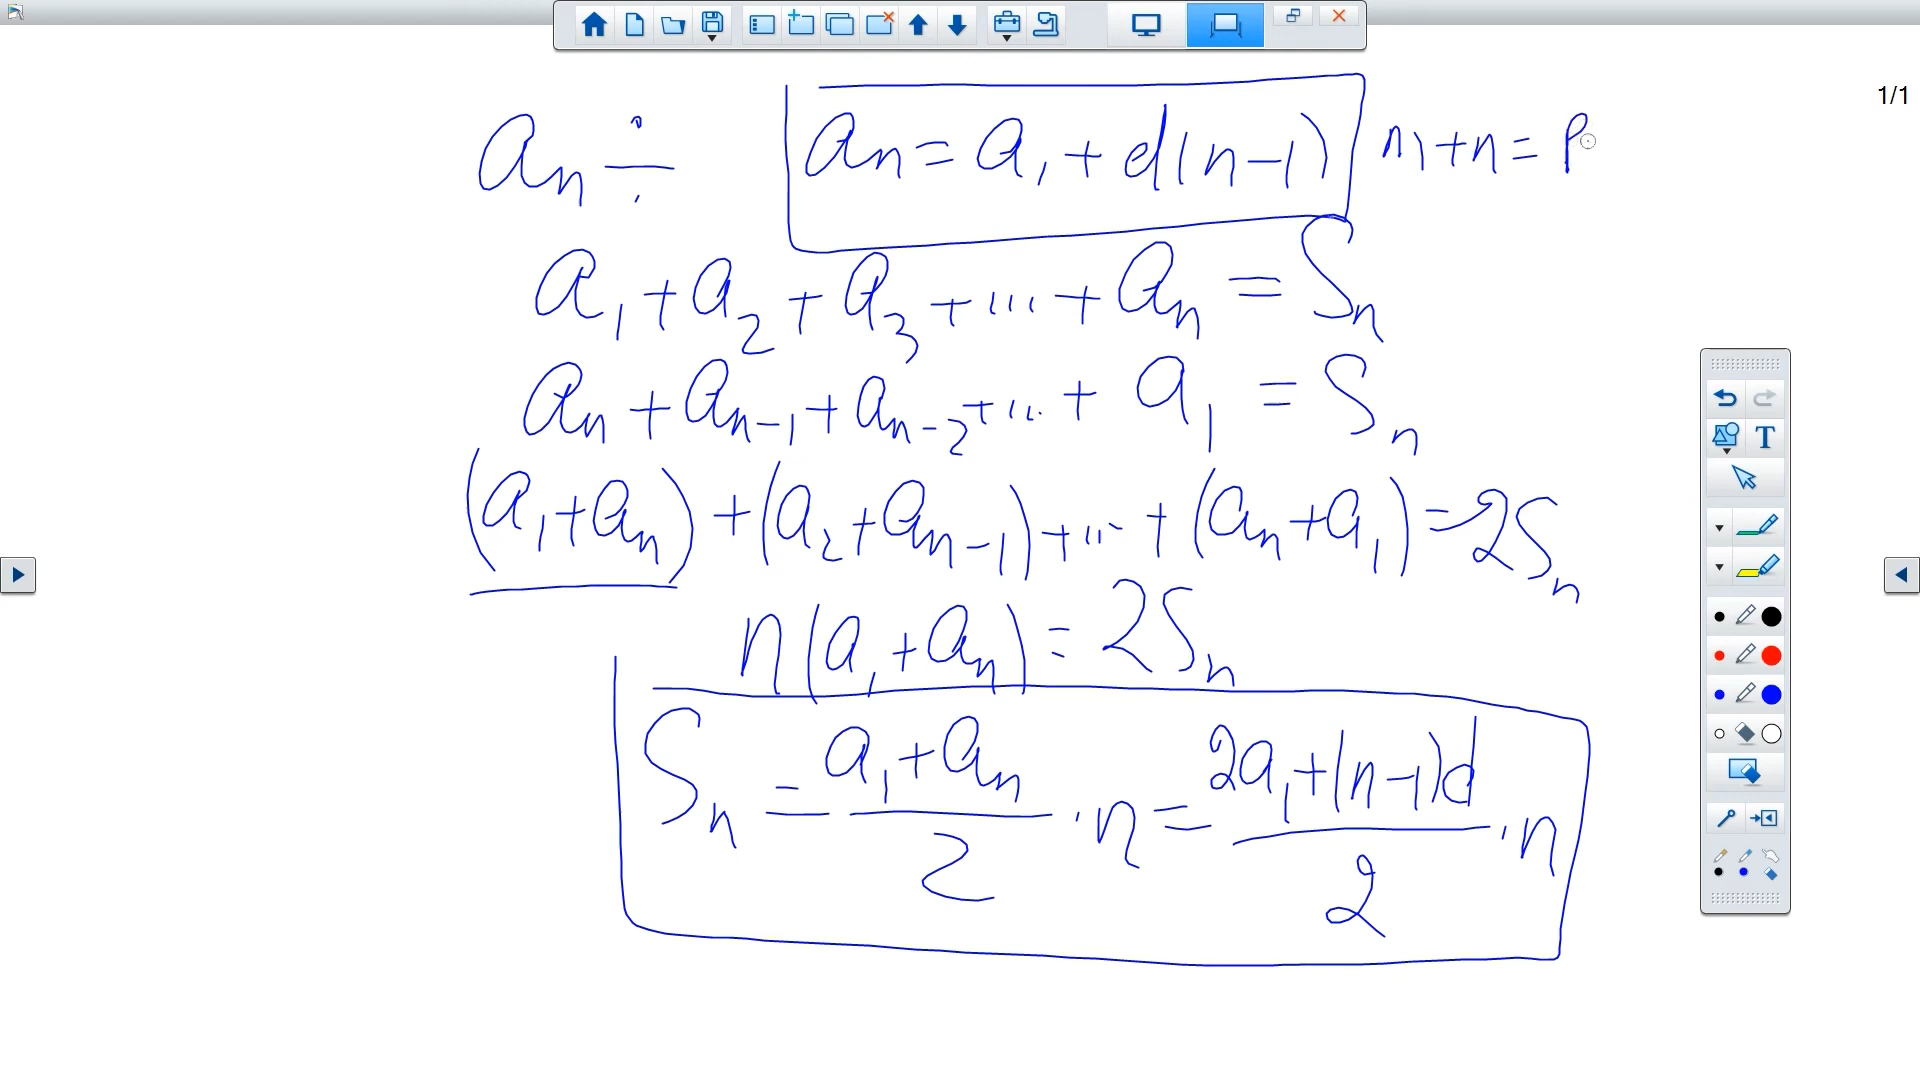 1/1
aₙ ÷ aₙ = a₁ + d(n-1) m+n = p
a₁ + a₂ + a₃ + ... + aₙ = Sₙ
aₙ + aₙ₋₁ + aₙ₋₂ + ... + a₁ = Sₙ
(a₁+aₙ) + (a₂+aₙ₋₁) + ... + (aₙ+a₁) = 2Sₙ
n(a₁+aₙ) = 2Sₙ
Sₙ = (a₁+aₙ)/2 · n = (2a₁+(n-1)d)/2 · n
T